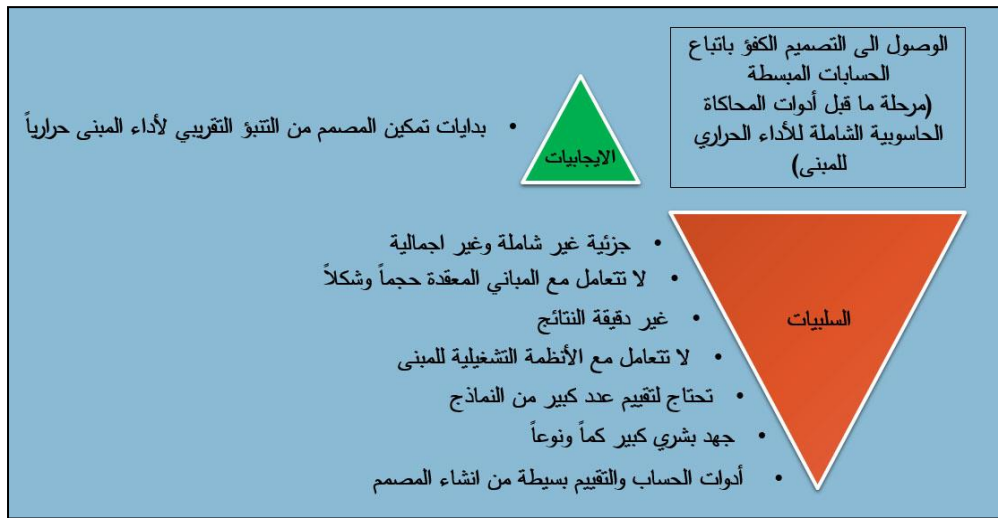 الوصول الى التصميم الكفؤ باتباع
الحسابات المبسطة
(مرحلة ما قبل أدوات المحاكاة
الحاسوبية الشاملة للأداء الحراري
للمبنى)
الايجابيات
• بدايات تمكين المصمم من التنبؤ التقريبي لأداء المبنى حرارياً
السلبيات
• جزئية غير شاملة وغير اجمالية
• لا تتعامل مع المباني المعقدة حجماً وشكلاً
• غير دقيقة النتائج
• لا تتعامل مع الأنظمة التشغيلية للمبنى
• تحتاج لتقييم عدد كبير من النماذج
• جهد بشري كبير كماً ونوعاً
• أدوات الحساب والتقييم بسيطة من انشاء المصمم